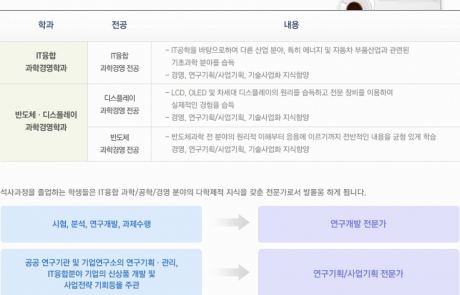 학과 전공 내용
IT융합
과학경영학과
IT융합
과학경영 전공
– IT공학을 바탕으로하여 다른 산업 분야, 특히 에너지 및 자동차 부품산업과 관련된
기초과학 분야를 습득
– 경영, 연구기획/사업기획, 기술사업화 지식함양
반도체ㆍ디스플레이
과학경영학과
디스플레이
과학경영 전공
– LCD, OLED 및 차세대 디스플레이의 원리를 습득하고 전문 장비를 이용하여
실제적인 경험을 습득
– 경영, 연구기획/사업기획, 기술사업화 지식함양
반도체
과학경영 전공
– 반도체과학 전 분야의 원리적 이해부터 응용에 이르기까지 전반적인 내용을 균형 있게 학습
경영, 연구기획/사업기획, 기술사업화 지식함양
석사과정을 졸업하는 학생들은 IT융합 과학/공학/경영 분야의 다학제적 지식을 갖춘 전문가로서 발돋움 하게 됩니다.
시험, 분석, 연구개발, 과제수행
연구개발 전문가
공공 연구기관 및 기업연구소의 연구기획ㆍ관리,
IT융합분야 기업의 신상품 개발 및
사업전략 기획등을 주관
연구기획/사업기획 전문가